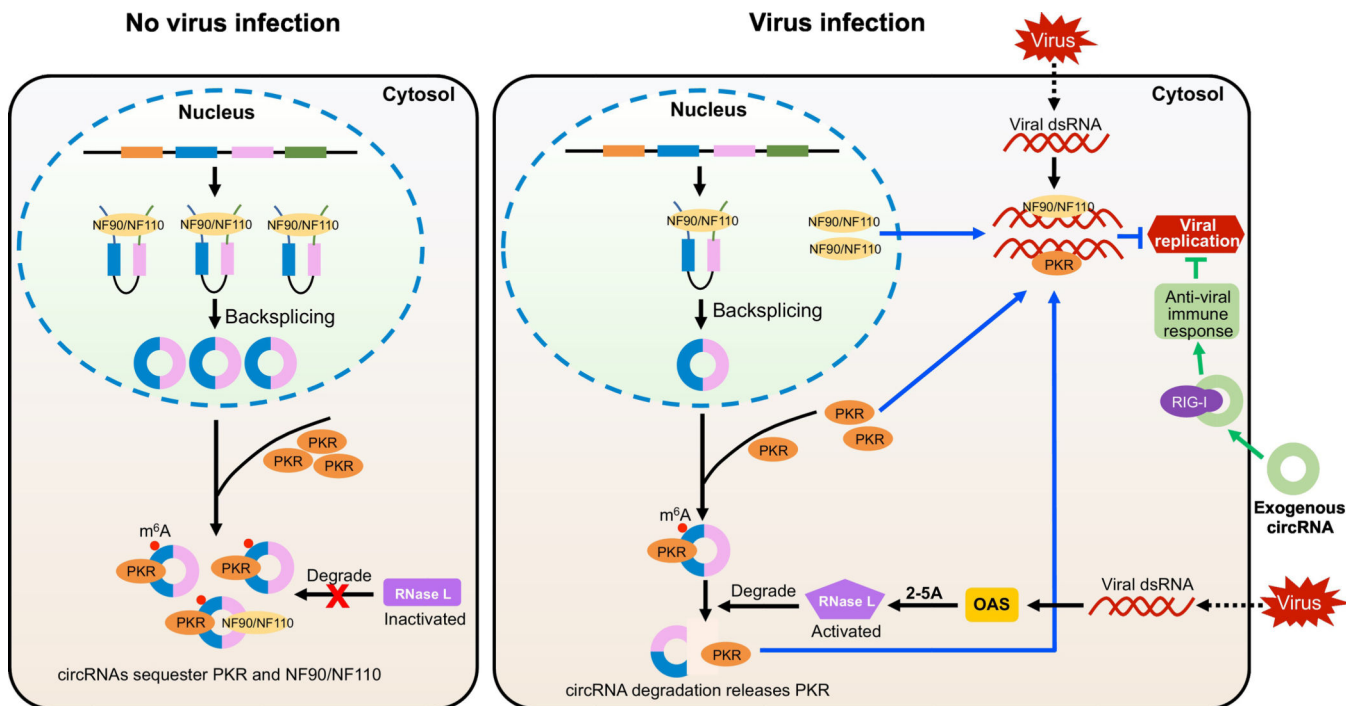 No virus infection
Cytosol
Nucleus
NF90/NF110
NF90/NF110
NF90/NF110
Backsplicing
PKR
PKR
PKR
m⁶A
PKR
PKR
PKR
NF90/NF110
Degrade
X
RNase L
Inactivated
circRNAs sequester PKR and NF90/NF110
Virus infection
Virus
Cytosol
Nucleus
Viral dsRNA
NF90/NF110
NF90/NF110
NF90/NF110
NF90/NF110
PKR
Viral
replication
Anti-viral
immune
response
RIG-I
Exogenous
circRNA
Backsplicing
PKR
PKR
PKR
m⁶A
PKR
Degrade
RNase L
Activated
2-5A
OAS
Viral dsRNA
Virus
PKR
circRNA degradation releases PKR